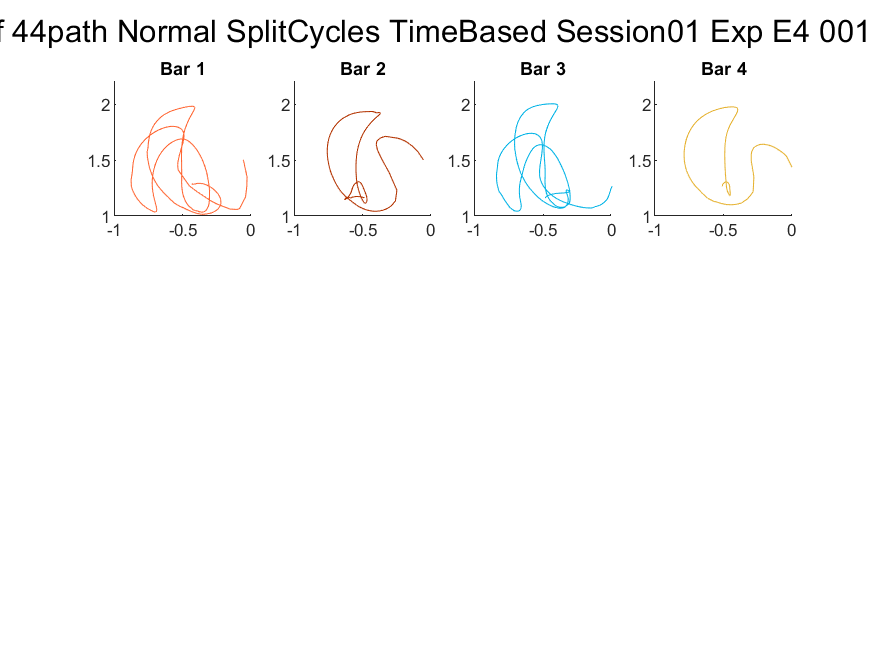 f 44path Normal SplitCycles TimeBased Session01 Exp E4 001
Bar 1 Bar 2 Bar 3 Bar 4
2 2 2 2
1.5 1.5 1.5 1.5
1 1 1 1
-1 -0.5 0 -1 -0.5 0 -1 -0.5 0 -1 -0.5 0